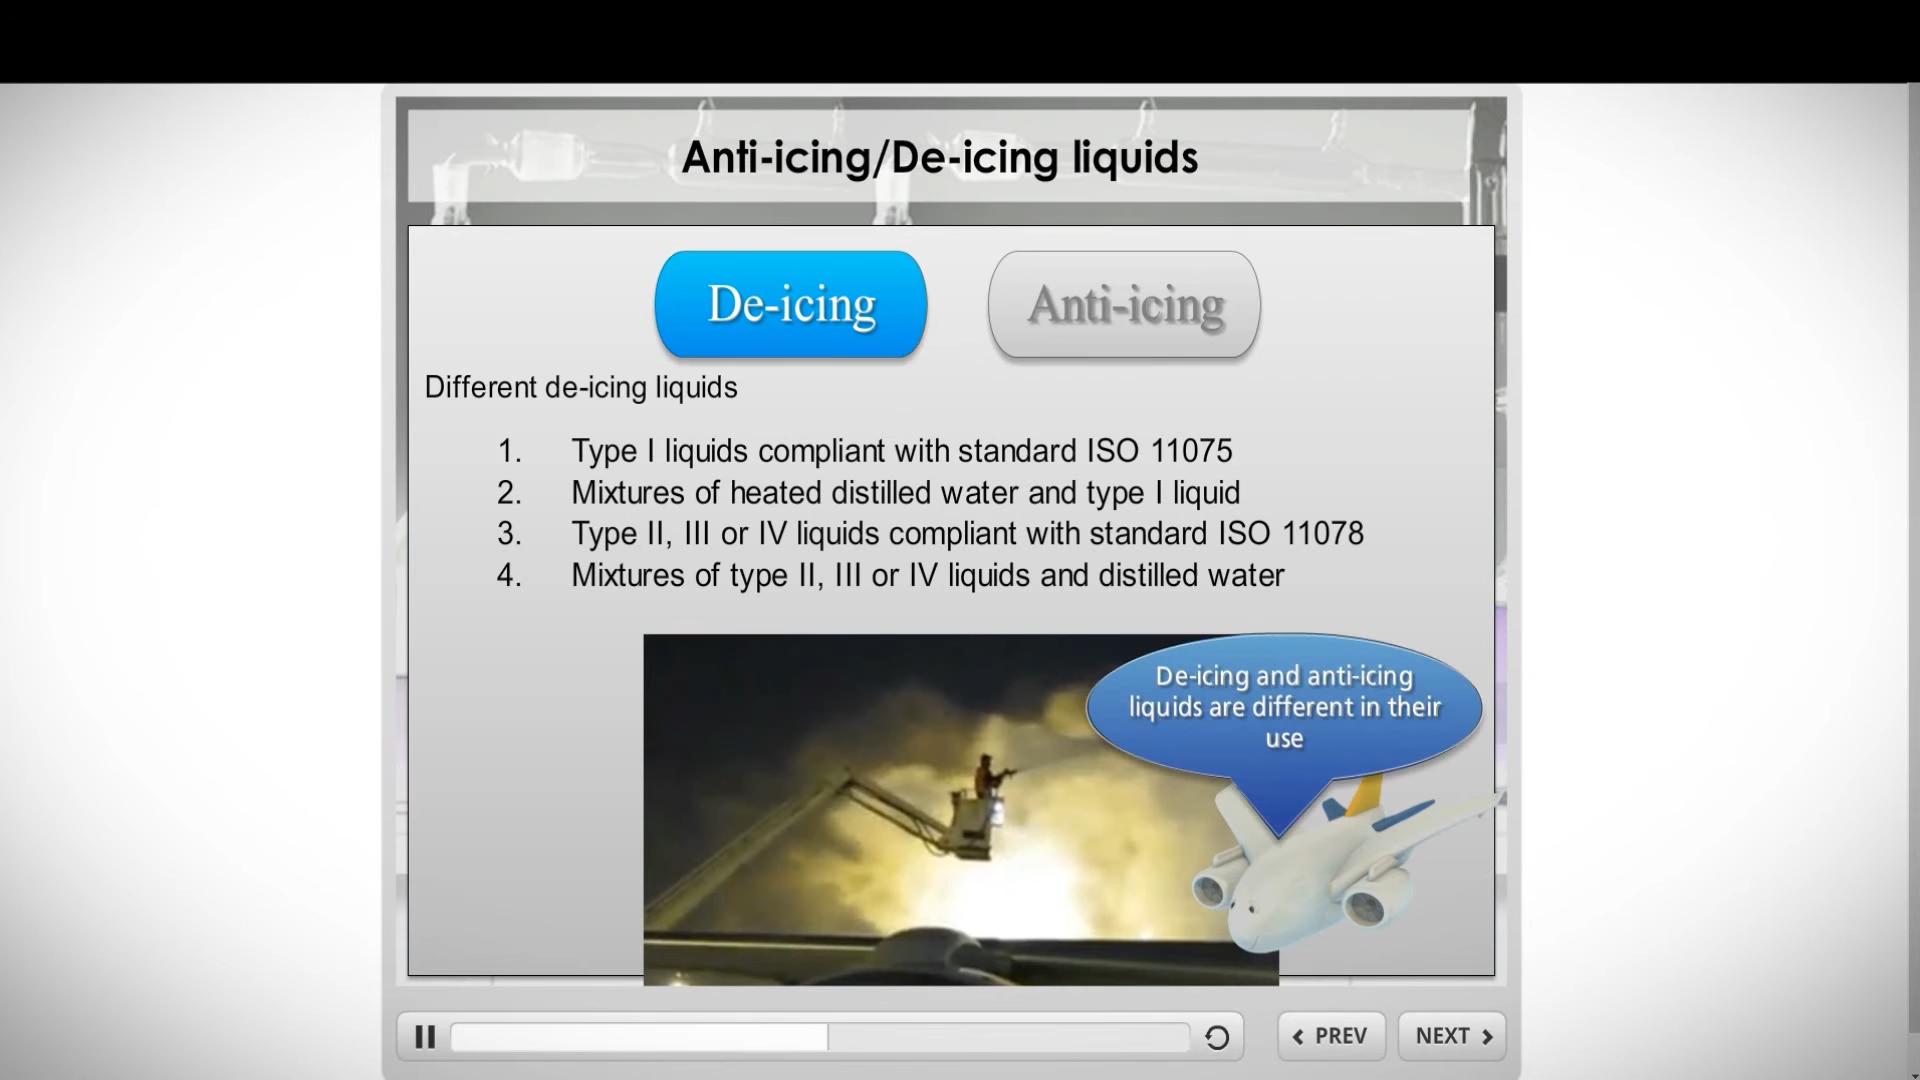 Anti-icing/De-icing liquids
De-icing
Anti-icing
Different de-icing liquids
1. Type I liquids compliant with standard ISO 11075
2. Mixtures of heated distilled water and type I liquid
3. Type II, III or IV liquids compliant with standard ISO 11078
4. Mixtures of type II, III or IV liquids and distilled water
De-icing and anti-icing
liquids are different in their
use
PREV
NEXT